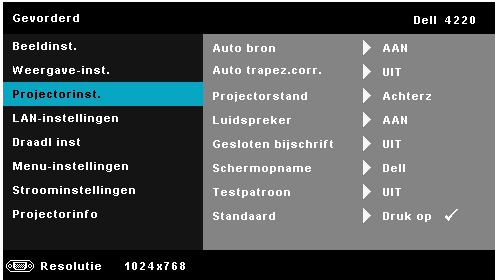 Gevorderd Dell 4220
Beeldinst.
Weergave-inst.
Projectorinst.
LAN-instellingen
Draadl inst
Menu-instellingen
Stroominstellingen
Projectorinfo
Auto bron AAN
Auto trapez.corr. UIT
Projectorstand Achterz
Luidspreker AAN
Gesloten bijschrift UIT
Schermopname Dell
Testpatroon UIT
Standaard Druk op
Resolutie 1024x768